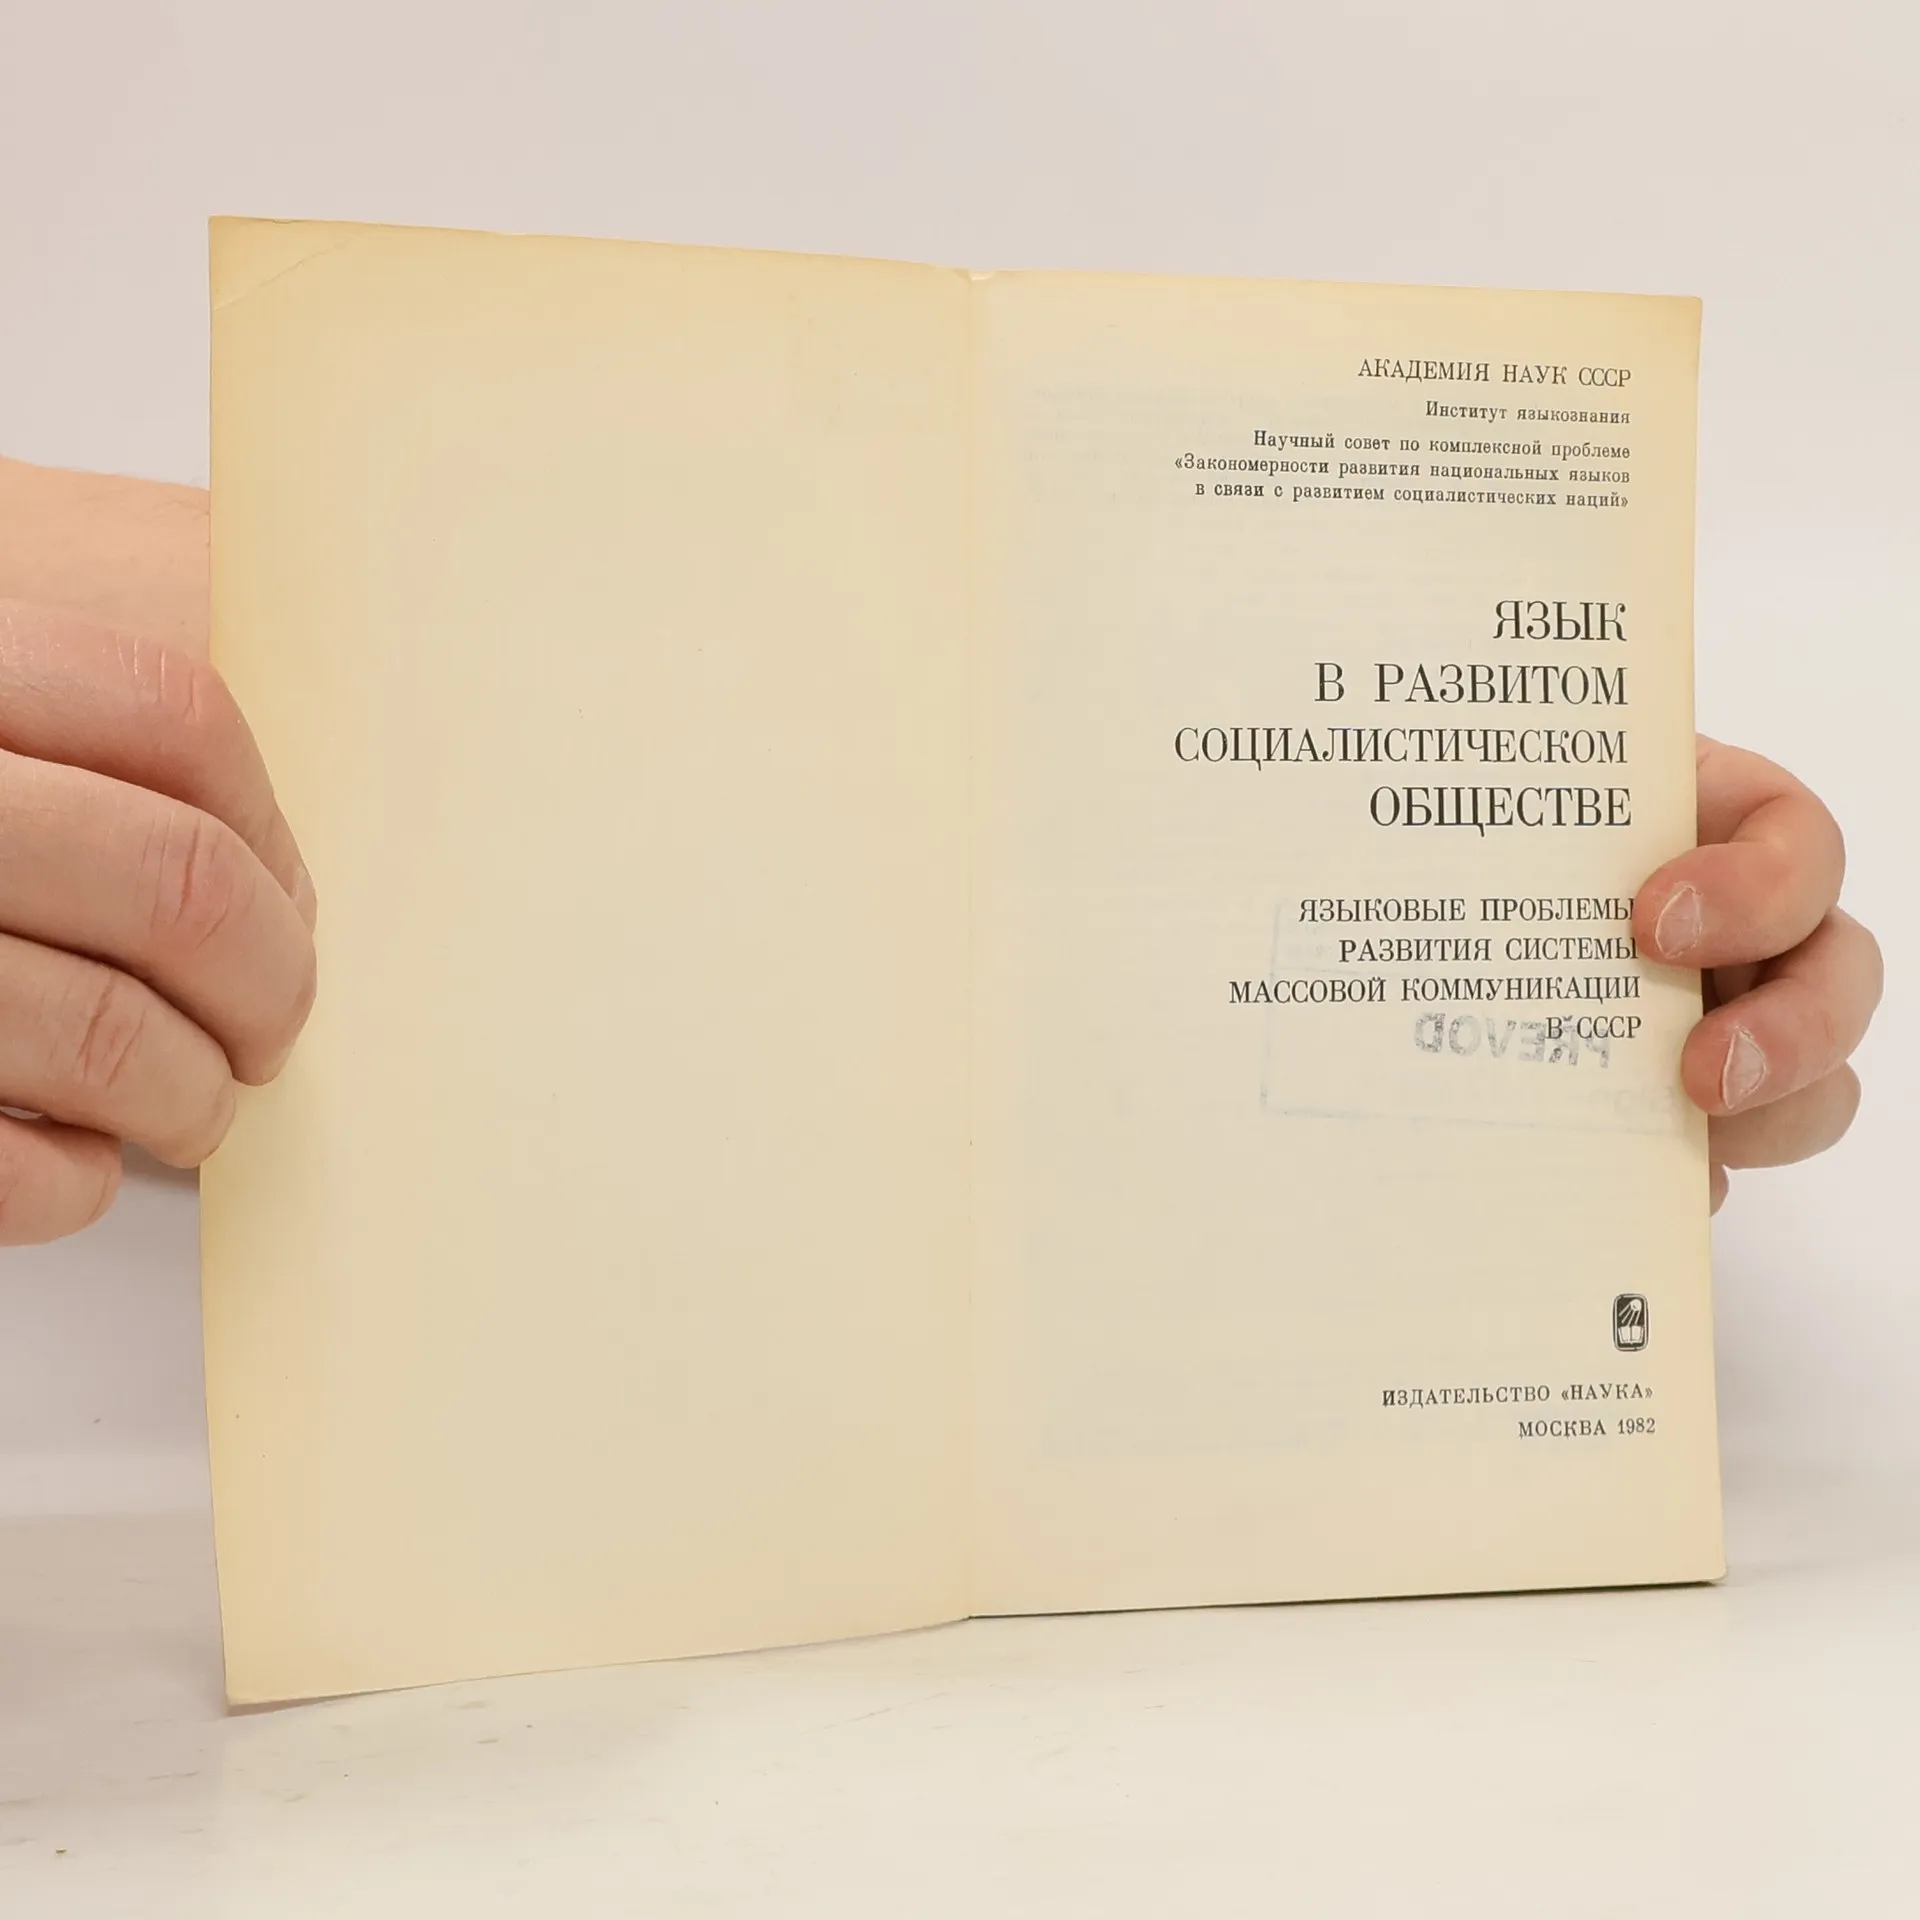 АКАДЕМИЯ НАУК СССР
Институт языкознания
Научный совет по комплексной проблеме
«Закономерности развития национальных языков
в связи с развитием социалистических наций»
ЯЗЫК
В РАЗВИТОМ
СОЦИАЛИСТИЧЕСКОМ
ОБЩЕСТВЕ
ЯЗЫКОВЫЕ ПРОБЛЕМЫ
РАЗВИТИЯ СИСТЕМЫ
МАССОВОЙ КОММУНИКАЦИИ
В СССР
PŘEVOD
ИЗДАТЕЛЬСТВО «НАУКА»
МОСКВА 1982